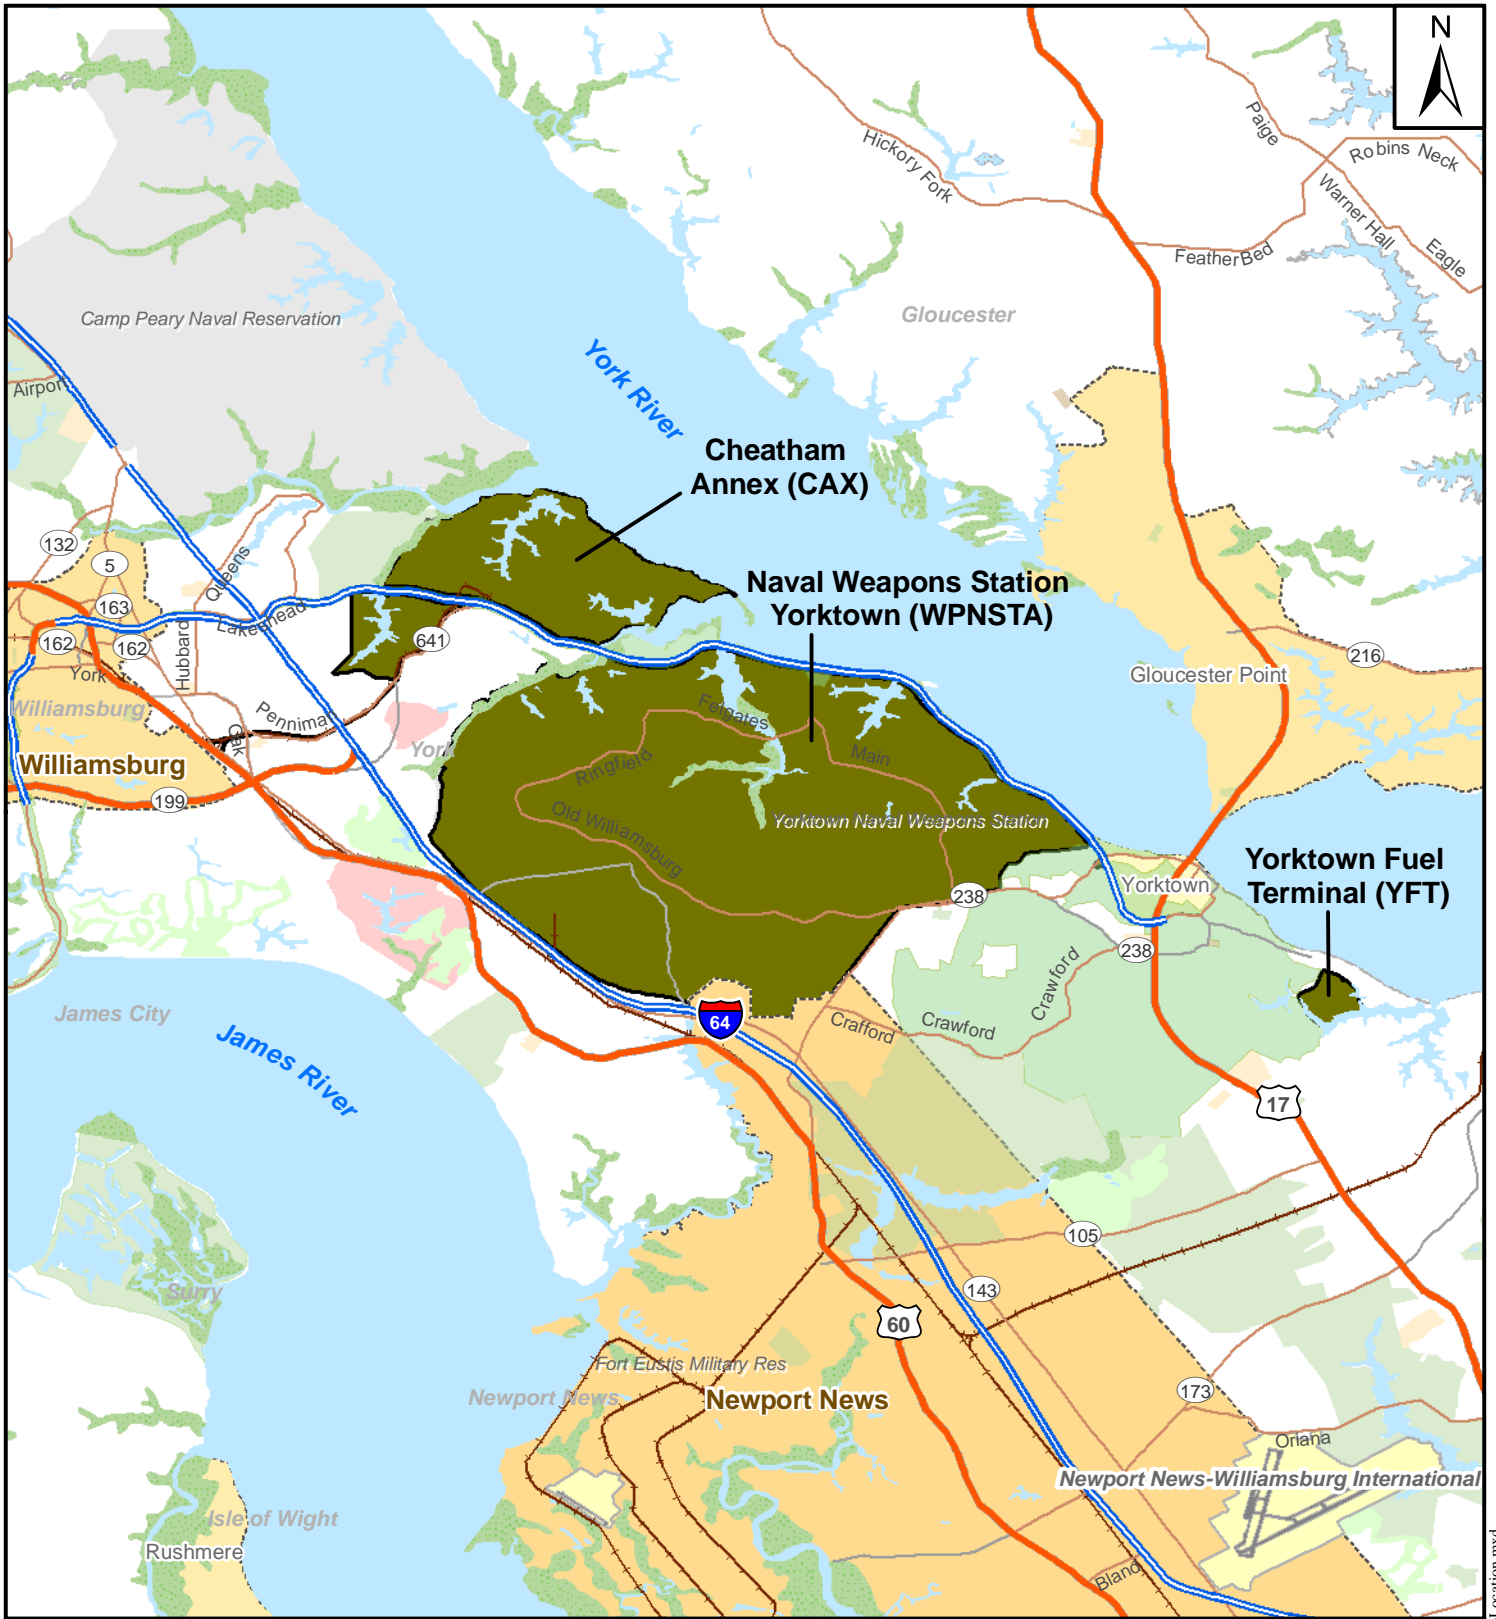 N
Paige
Robins Neck
Hickory Fork
Warner Hall
Eagle
FeatherBed
Gloucester
Camp Peary Naval Reservation
York River
Airport
Cheatham
Annex (CAX)
132
5
Queens
Naval Weapons Station
Yorktown (WPNSTA)
163
Lakeshead
162
162
641
Hubbard
216
York
Gloucester Point
Williamsburg
Penniman
Felgates
Oak
York
Main
Ringfield
Williamsburg
199
Old Williamsburg
Yorktown Naval Weapons Station
Yorktown Fuel
Terminal (YFT)
Yorktown
238
238
Crawford
James City
64
Crafford
Crawford
James River
17
105
Surry
143
60
Fort Eustis Military Res
Newport News
Newport News
173
Oriana
Newport News-Williamsburg International
Isle of Wight
Rushmere
Bland